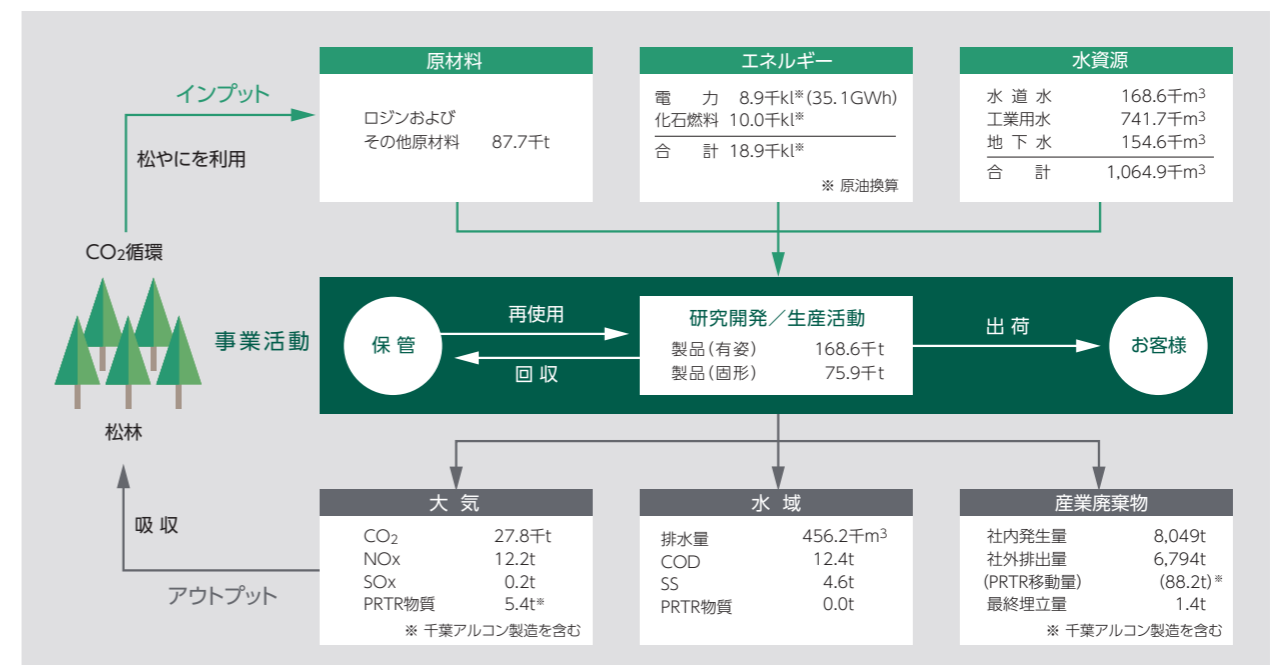 原材料
ロジンおよび
その他原材料 87.7千t
エネルギー
電力 8.9千kl※(35.1GWh)
化石燃料 10.0千kl※
合計 18.9千kl※
※ 原油換算
水資源
水道水 168.6千m³
工業用水 741.7千m³
地下水 154.6千m³
合計 1,064.9千m³
インプット
松やにを利用
CO₂循環
松林
吸収
アウトプット
事業活動
保管
再使用
回収
研究開発／生産活動
製品(有姿) 168.6千t
製品(固形) 75.9千t
出荷
お客様
大気
CO₂ 27.8千t
NOx 12.2t
SOx 0.2t
PRTR物質 5.4t※
※ 千葉アルコン製造を含む
水域
排水量 456.2千m³
COD 12.4t
SS 4.6t
PRTR物質 0.0t
産業廃棄物
社内発生量 8,049t
社外排出量 6,794t
(PRTR移動量) (88.2t)※
最終埋立量 1.4t
※ 千葉アルコン製造を含む